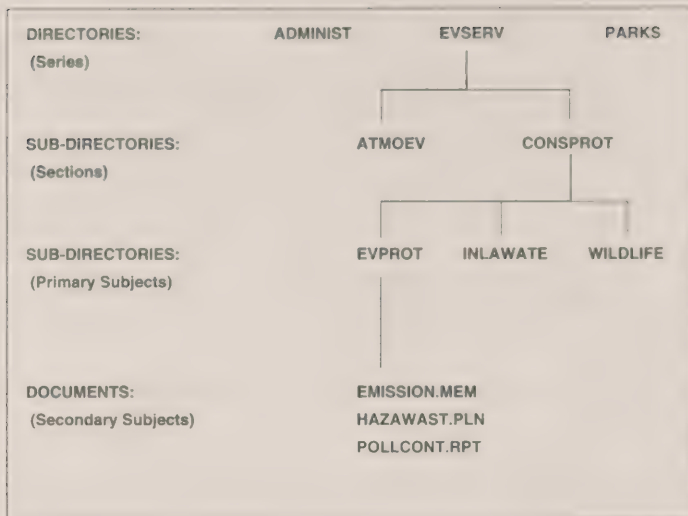 DIRECTORIES: ADMINIST EVSERV PARKS
(Series)
SUB-DIRECTORIES: ATMOEV CONSPROT
(Sections)
SUB-DIRECTORIES: EVPROT INLAWATE WILDLIFE
(Primary Subjects)
DOCUMENTS: EMISSION.MEM
(Secondary Subjects) HAZAWAST.PLN
POLLCONT.RPT